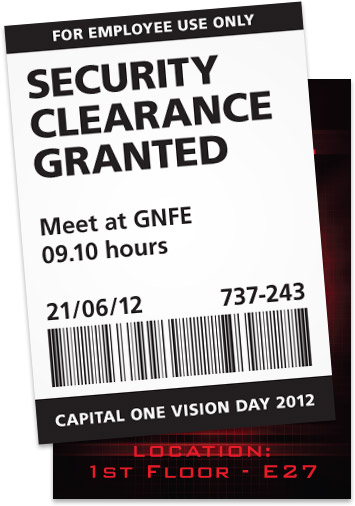 FOR EMPLOYEE USE ONLY
SECURITY
CLEARANCE
GRANTED
Meet at GNFE
09.10 hours
21/06/12 737-243
CAPITAL ONE VISION DAY 2012
LOCATION:
1st Floor - E27